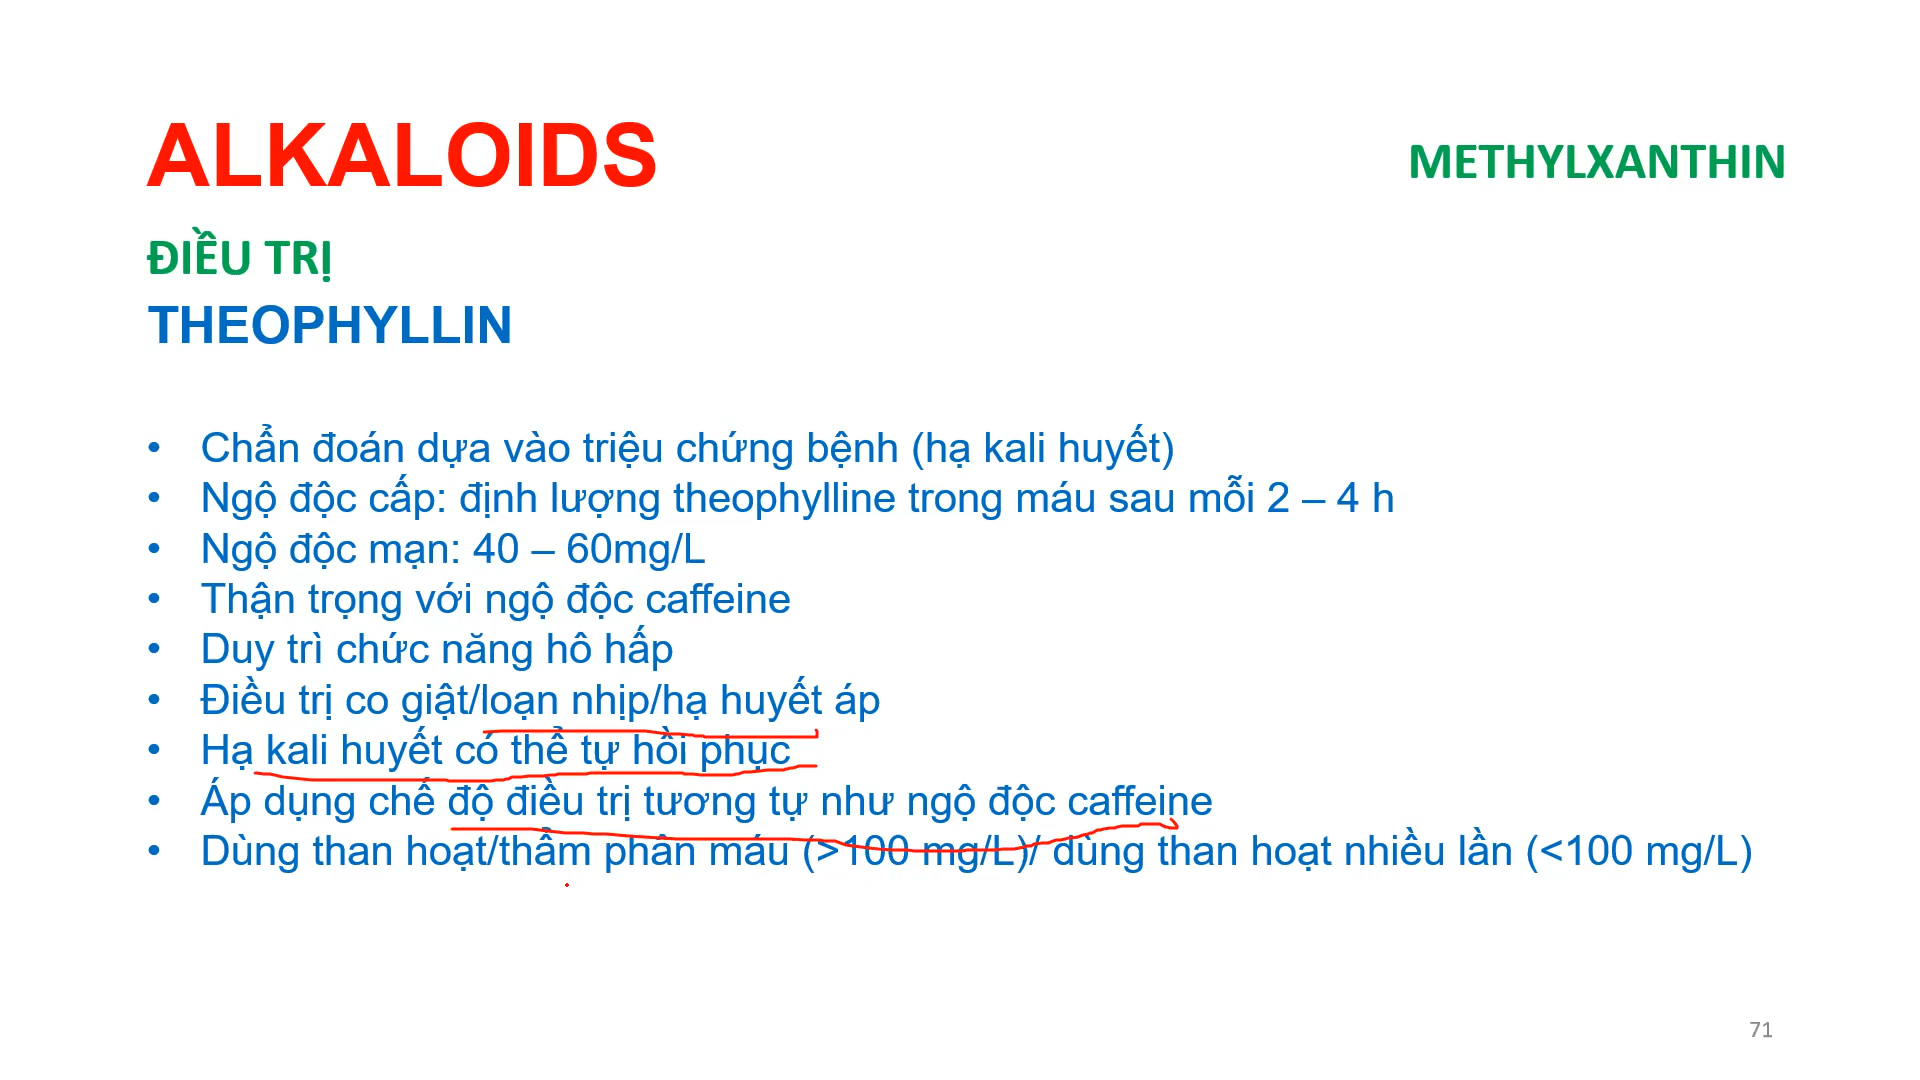 ALKALOIDS
METHYLXANTHIN
ĐIỀU TRỊ
THEOPHYLLIN
• Chẩn đoán dựa vào triệu chứng bệnh (hạ kali huyết)
• Ngộ độc cấp: định lượng theophylline trong máu sau mỗi 2 – 4 h
• Ngộ độc mạn: 40 – 60mg/L
• Thận trọng với ngộ độc caffeine
• Duy trì chức năng hô hấp
• Điều trị co giật/loạn nhịp/hạ huyết áp
• Hạ kali huyết có thể tự hồi phục
• Áp dụng chế độ điều trị tương tự như ngộ độc caffeine
• Dùng than hoạt/thẩm phân máu (>100 mg/L)/ dùng than hoạt nhiều lần (<100 mg/L)
71